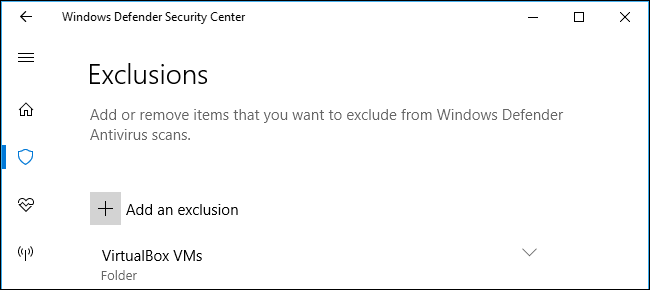 Windows Defender Security Center
Exclusions
Add or remove items that you want to exclude from Windows Defender
Antivirus scans.
Add an exclusion
VirtualBox VMs
Folder